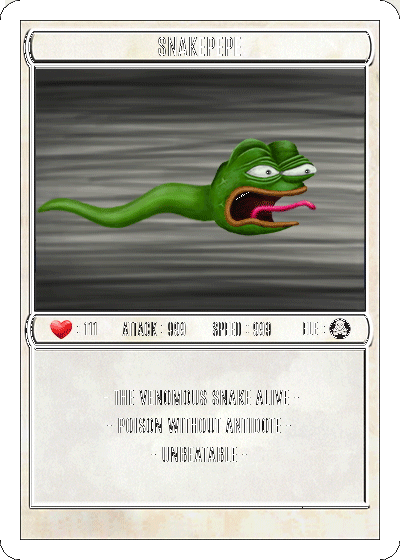 SNAKEPEPE
: 111 ATACK : 999 SPEED : 999
- THE VENOMOUS SNAKE ALIVE -
- POISON WITHOUT ANTIDOTE -
- UNBEATABLE -